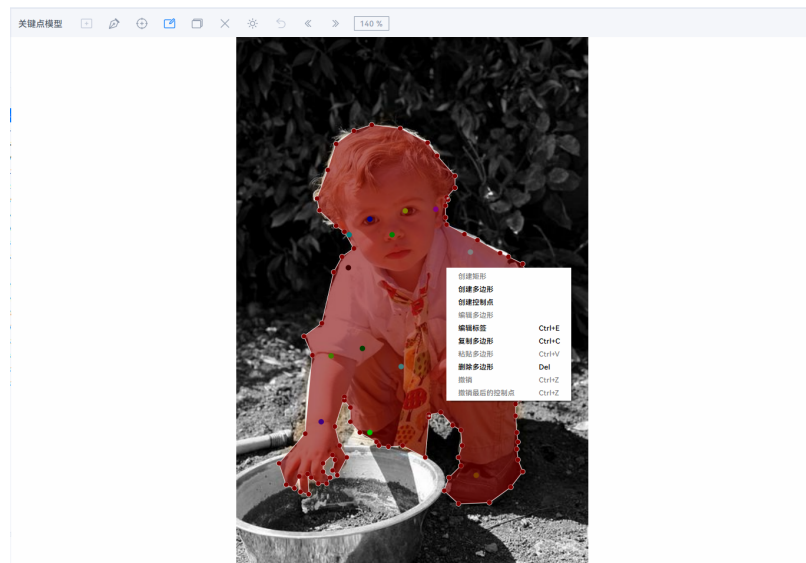 关键点模型
140 %
创建矩形
创建多边形
创建控制点
编辑多边形
编辑标签 Ctrl+E
复制多边形 Ctrl+C
粘贴多边形 Ctrl+V
删除多边形 Del
撤销 Ctrl+Z
撤销最后的控制点 Ctrl+Z